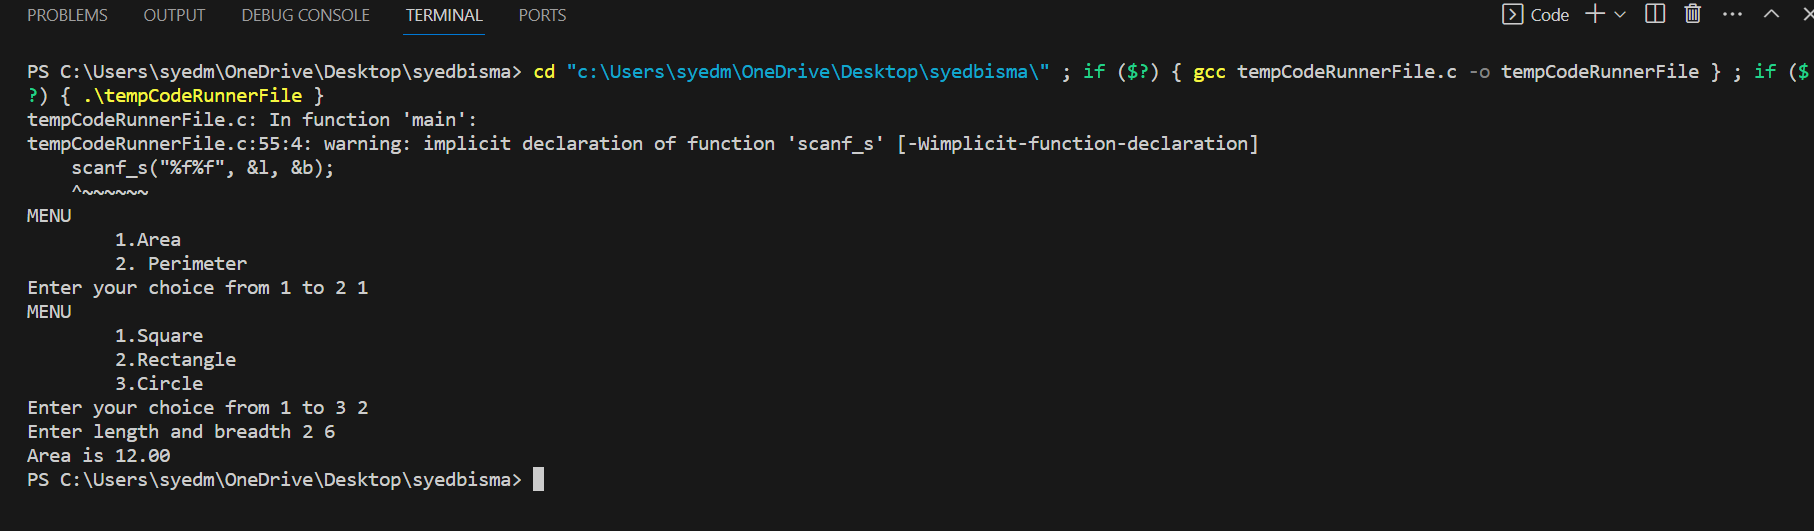 PROBLEMS OUTPUT DEBUG CONSOLE TERMINAL PORTS Code
PS C:\Users\syedm\OneDrive\Desktop\syedbisma> cd "c:\Users\syedm\OneDrive\Desktop\syedbisma\" ; if ($?) { gcc tempCodeRunnerFile.c -o tempCodeRunnerFile } ; if ($
?) { .\tempCodeRunnerFile }
tempCodeRunnerFile.c: In function 'main':
tempCodeRunnerFile.c:55:4: warning: implicit declaration of function 'scanf_s' [-Wimplicit-function-declaration]
    scanf_s("%f%f", &l, &b);
    ^~~~~~~
MENU
        1.Area
        2. Perimeter
Enter your choice from 1 to 2 1
MENU
        1.Square
        2.Rectangle
        3.Circle
Enter your choice from 1 to 3 2
Enter length and breadth 2 6
Area is 12.00
PS C:\Users\syedm\OneDrive\Desktop\syedbisma>